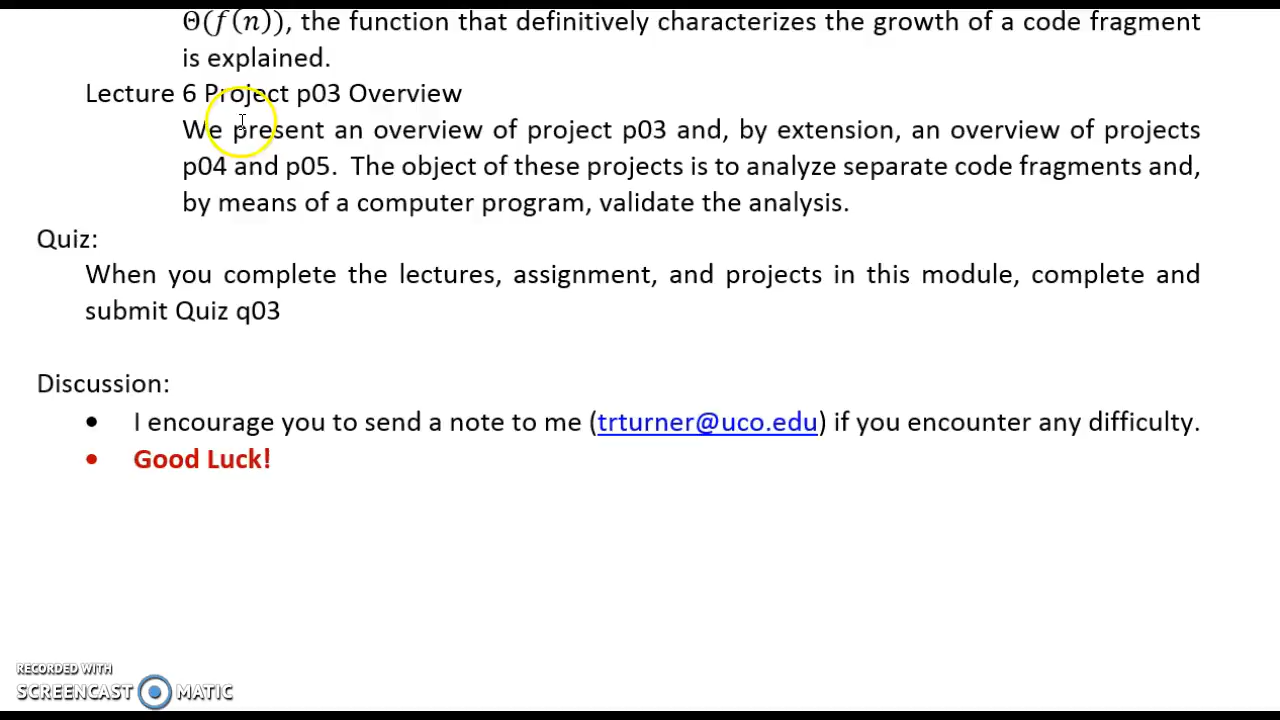 Θ(f(n)), the function that definitively characterizes the growth of a code fragment
is explained.
Lecture 6 Project p03 Overview
We present an overview of project p03 and, by extension, an overview of projects
p04 and p05.  The object of these projects is to analyze separate code fragments and,
by means of a computer program, validate the analysis.
Quiz:
When you complete the lectures, assignment, and projects in this module, complete and
submit Quiz q03
Discussion:
• I encourage you to send a note to me (trturner@uco.edu) if you encounter any difficulty.
• Good Luck!
RECORDED WITH
SCREENCAST MATIC